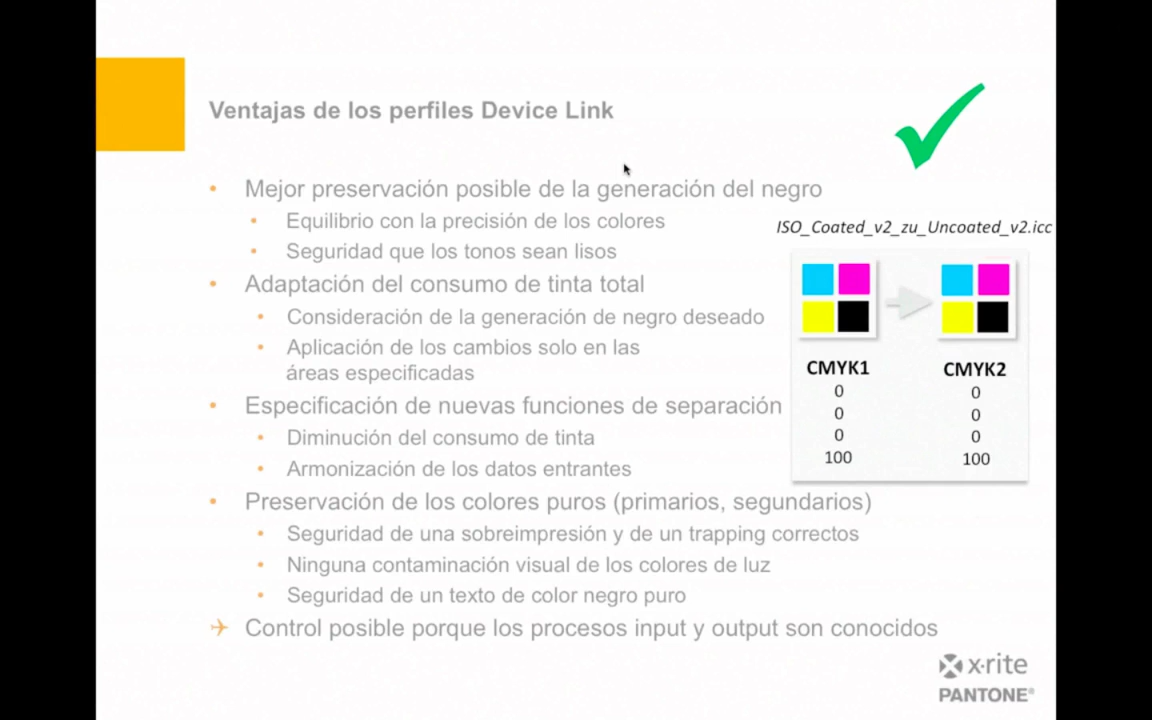 Ventajas de los perfiles Device Link
• Mejor preservación posible de la generación del negro
• Equilibrio con la precisión de los colores
• Seguridad que los tonos sean lisos
• Adaptación del consumo de tinta total
• Consideración de la generación de negro deseado
• Aplicación de los cambios solo en las
áreas especificadas
• Especificación de nuevas funciones de separación
• Diminución del consumo de tinta
• Armonización de los datos entrantes
• Preservación de los colores puros (primarios, segundarios)
• Seguridad de una sobreimpresión y de un trapping correctos
• Ninguna contaminación visual de los colores de luz
• Seguridad de un texto de color negro puro
✈ Control posible porque los procesos input y output son conocidos
ISO_Coated_v2_zu_Uncoated_v2.icc
CMYK1 CMYK2
0 0
0 0
0 0
100 100
x·rite
PANTONE®